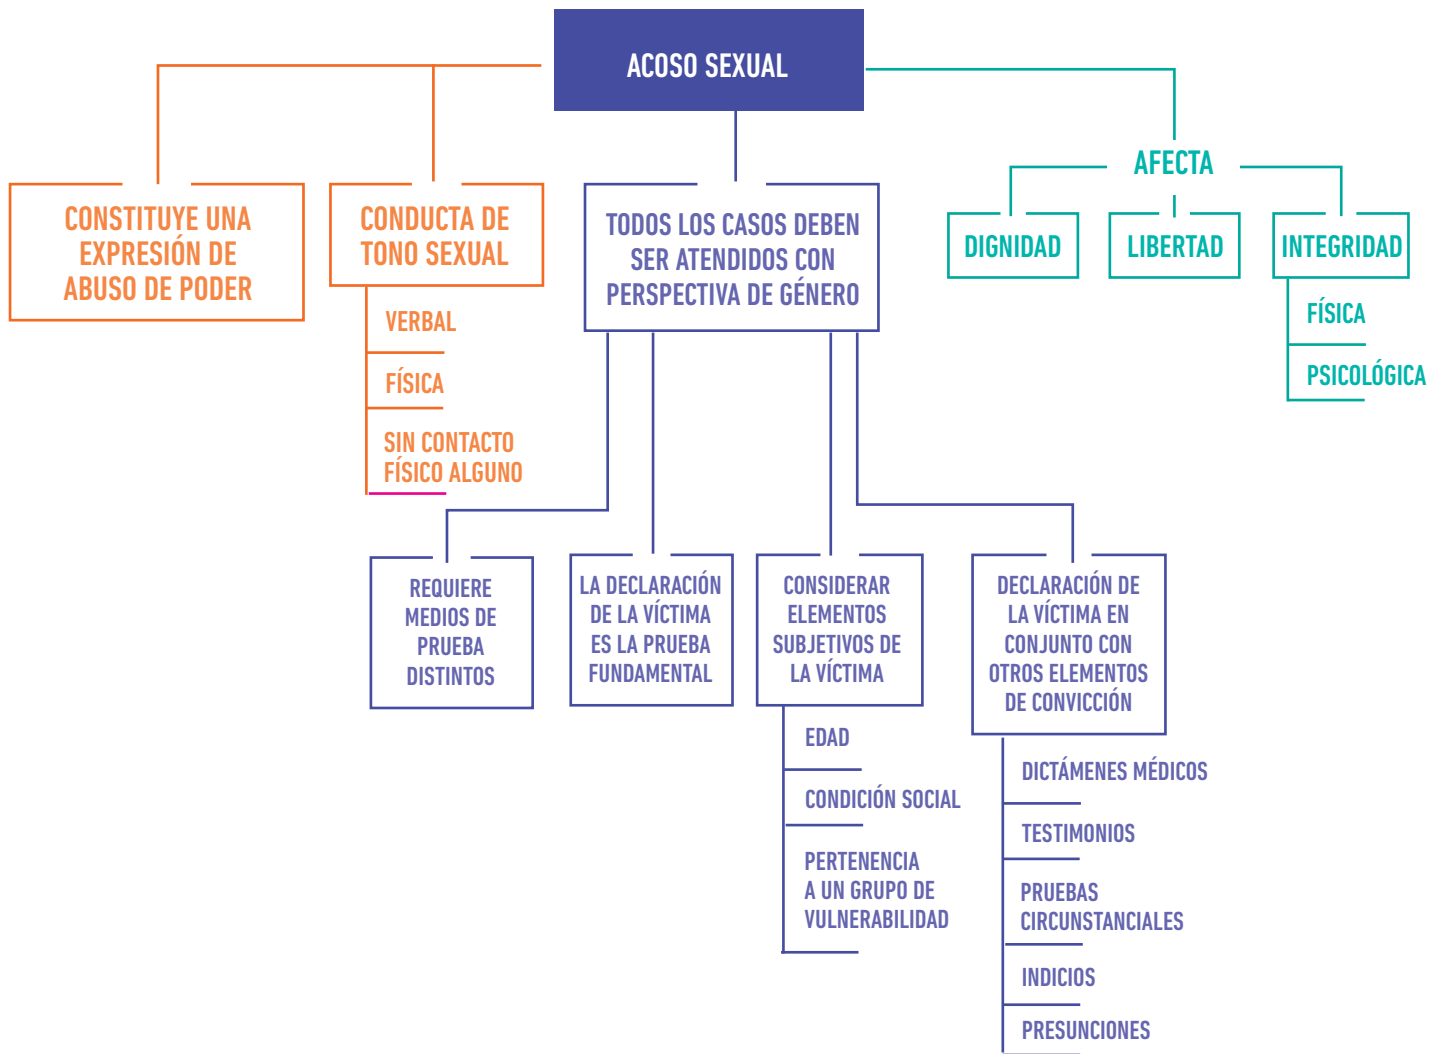 ACOSO SEXUAL
CONSTITUYE UNA
EXPRESIÓN DE
ABUSO DE PODER
CONDUCTA DE
TONO SEXUAL
VERBAL
FÍSICA
SIN CONTACTO
FÍSICO ALGUNO
TODOS LOS CASOS DEBEN
SER ATENDIDOS CON
PERSPECTIVA DE GÉNERO
AFECTA
DIGNIDAD
LIBERTAD
INTEGRIDAD
FÍSICA
PSICOLÓGICA
REQUIERE
MEDIOS DE
PRUEBA
DISTINTOS
LA DECLARACIÓN
DE LA VÍCTIMA
ES LA PRUEBA
FUNDAMENTAL
CONSIDERAR
ELEMENTOS
SUBJETIVOS DE
LA VÍCTIMA
EDAD
CONDICIÓN SOCIAL
PERTENENCIA
A UN GRUPO DE
VULNERABILIDAD
DECLARACIÓN DE
LA VÍCTIMA EN
CONJUNTO CON
OTROS ELEMENTOS
DE CONVICCIÓN
DICTÁMENES MÉDICOS
TESTIMONIOS
PRUEBAS
CIRCUNSTANCIALES
INDICIOS
PRESUNCIONES